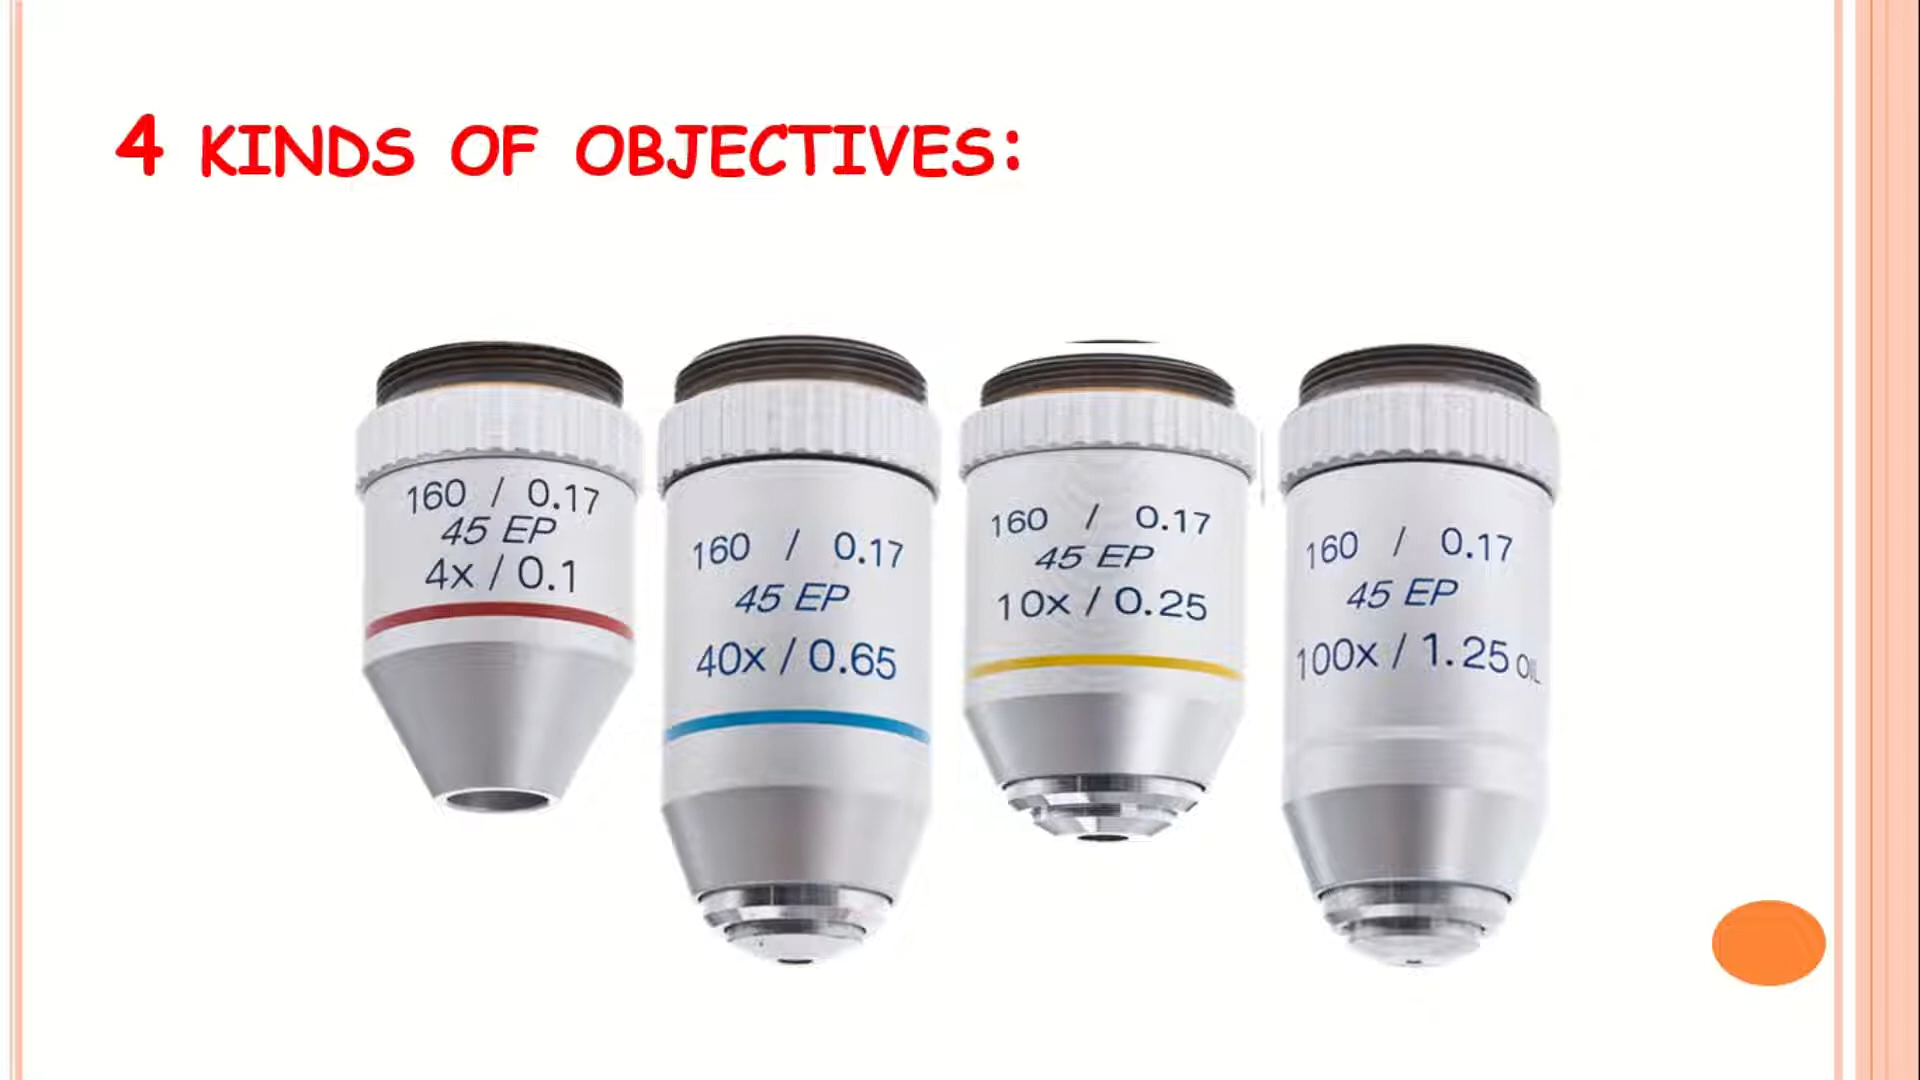 4 KINDS OF OBJECTIVES:
160 / 0.17
45 EP
4x / 0.1
160 / 0.17
45 EP
40x / 0.65
160 / 0.17
45 EP
10x / 0.25
160 / 0.17
45 EP
100x / 1.25 OIL